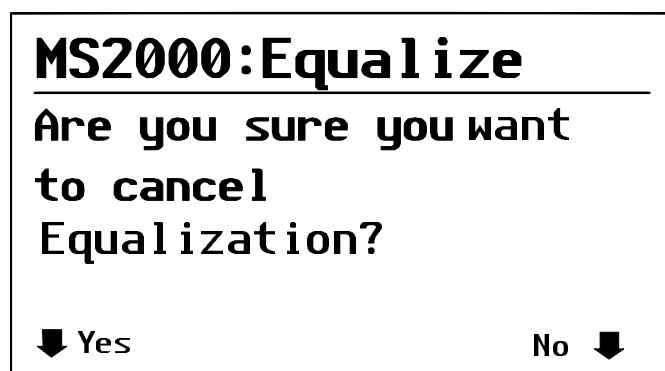 MS2000:Equalize
Are you sure you want
to cancel
Equalization?
Yes No